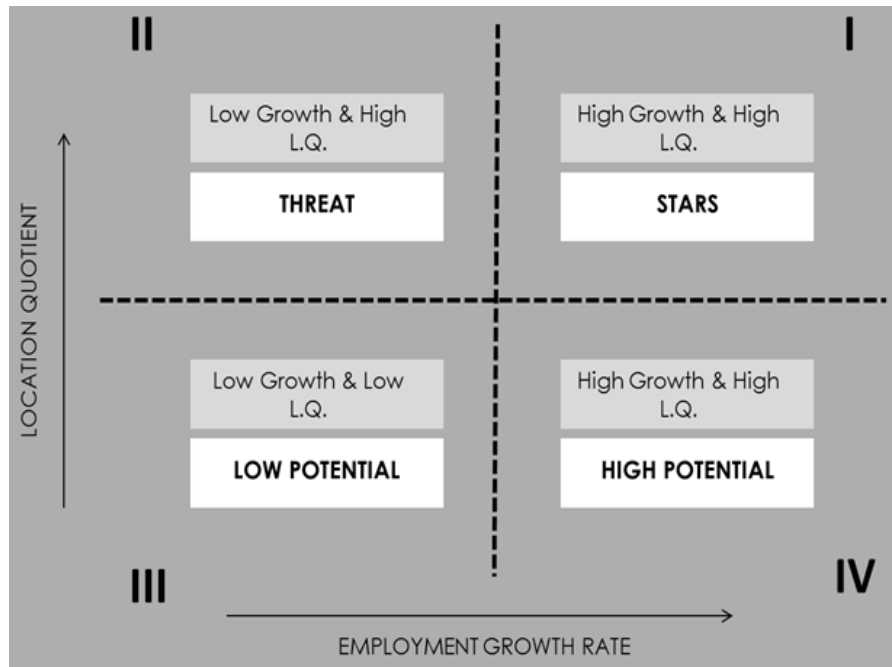 II
I
Low Growth & High
L.Q.
THREAT
High Growth & High
L.Q.
STARS
LOCATION QUOTIENT
Low Growth & Low
L.Q.
LOW POTENTIAL
High Growth & High
L.Q.
HIGH POTENTIAL
III
IV
EMPLOYMENT GROWTH RATE